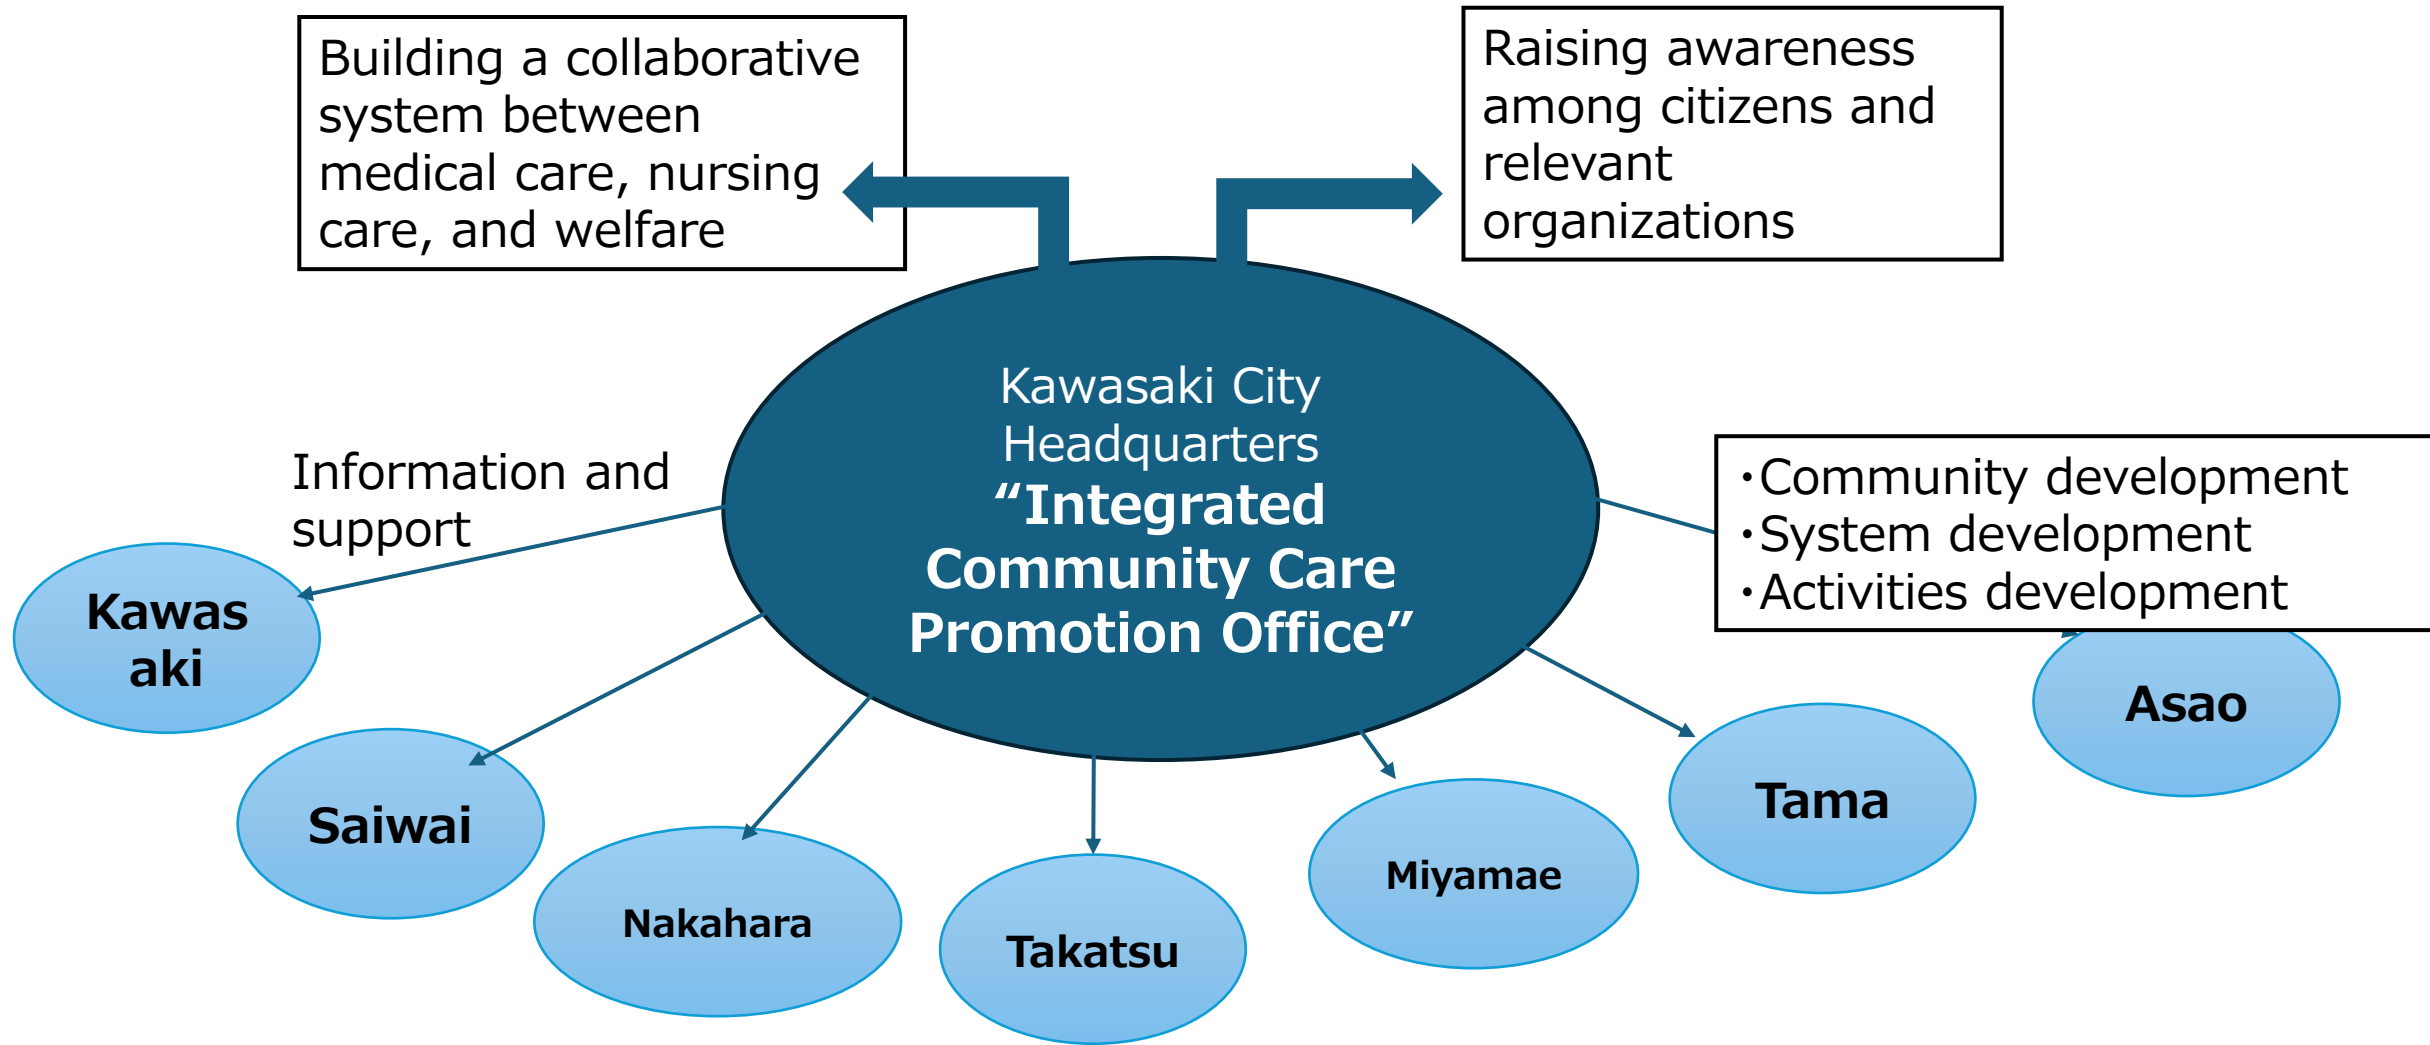 Building a collaborative
system between
medical care, nursing
care, and welfare
Raising awareness
among citizens and
relevant
organizations
Kawasaki City
Headquarters
“Integrated
Community Care
Promotion Office”
Information and
support
・Community development
・System development
・Activities development
Kawas
aki
Saiwai
Nakahara
Takatsu
Miyamae
Tama
Asao